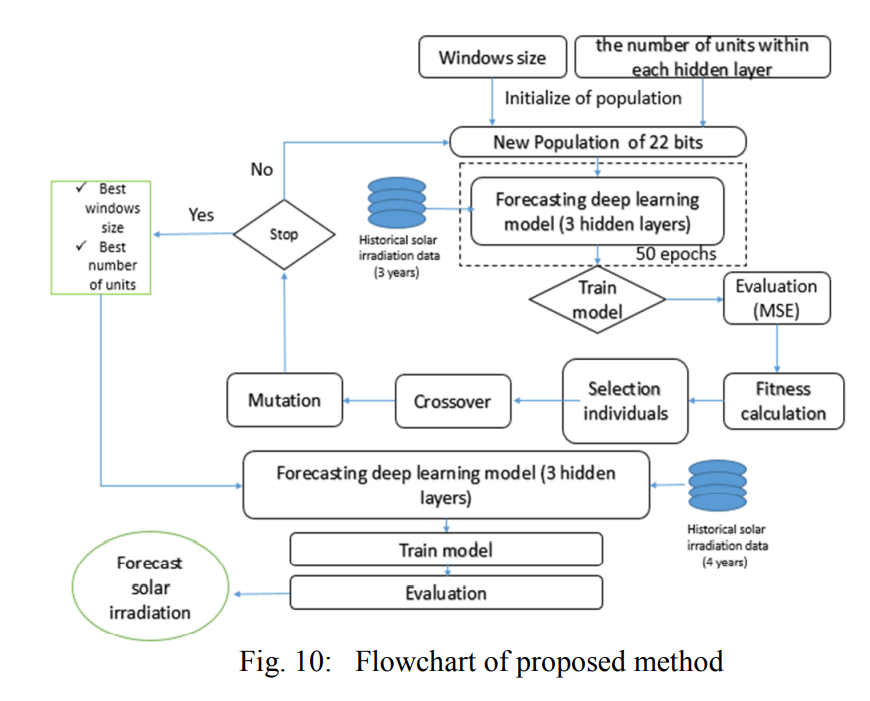 Windows size
the number of units within
each hidden layer
Initialize of population
New Population of 22 bits
No
Forecasting deep learning
model (3 hidden layers)
50 epochs
Historical solar
irradiation data
(3 years)
Stop
Yes
✓ Best
windows
size
✓ Best
number
of units
Train
model
Evaluation
(MSE)
Fitness
calculation
Selection
individuals
Crossover
Mutation
Forecasting deep learning model (3 hidden
layers)
Historical solar
irradiation data
(4 years)
Train model
Evaluation
Forecast
solar
irradiation
Fig. 10: Flowchart of proposed method